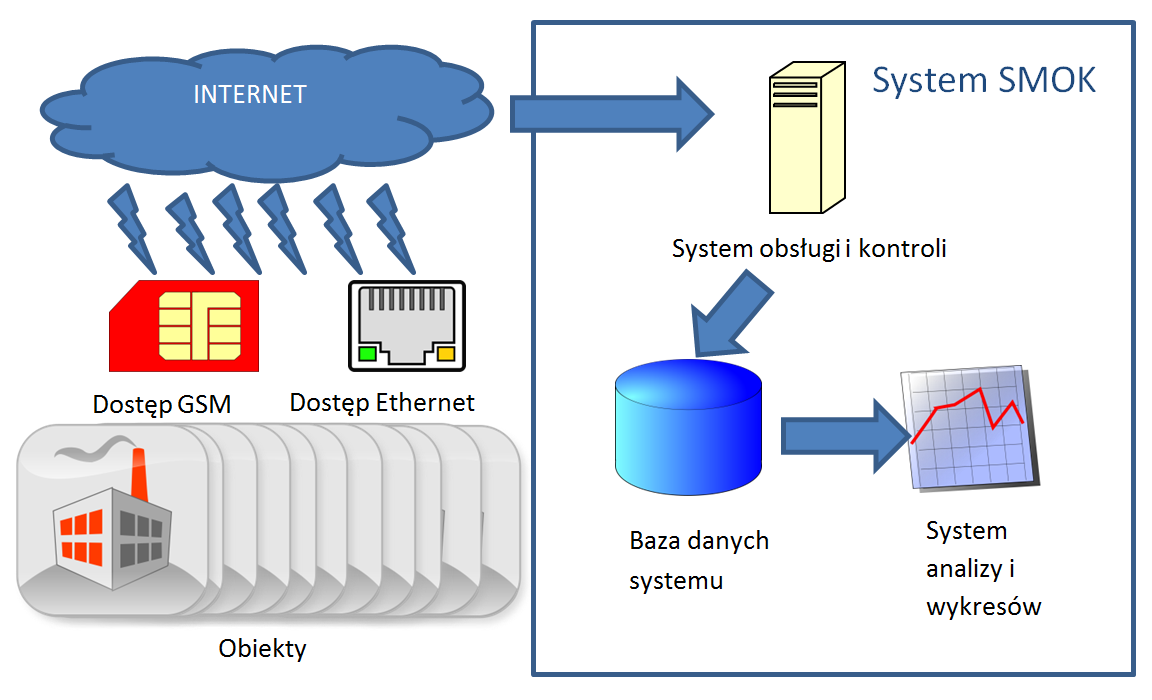 INTERNET
System SMOK
System obsługi i kontroli
Dostęp GSM
Dostęp Ethernet
Baza danych
systemu
System
analizy i
wykresów
Obiekty